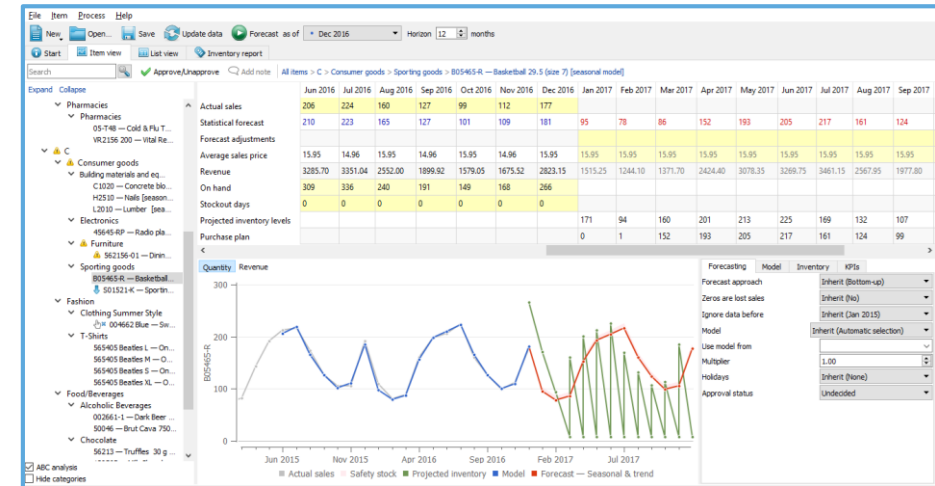 File Item Process Help
New Open... Save Update data Forecast as of • Dec 2016 Horizon 12 months
Start Item view List view Inventory report
Search Approve/Unapprove Add note All items > C > Consumer goods > Sporting goods > B05465-R — Basketball 29.5 (size 7) [seasonal model]
Expand Collapse
Pharmacies
Pharmacies
05-T48 — Cold & Flu T...
VR2156 200 — Vital Re...
C
Consumer goods
Building materials and eq...
C1020 — Concrete blo...
H2510 — Nails [season...
L2010 — Lumber [sea...
Electronics
45645-RP — Radio pla...
Furniture
562156-01 — Dinin...
Sporting goods
B05465-R — Basketball...
S01521-K — Sportin...
Fashion
Clothing Summer Style
004662 Blue — Sw...
T-Shirts
565405 Beatles L — On...
565405 Beatles M — O...
565405 Beatles S — On...
565405 Beatles XL — O...
Food/Beverages
Alcoholic Beverages
002661-1 — Dark Beer ...
50046 — Brut Cava 750...
Chocolate
56213 — Truffles 30 g ...
ABC analysis
Hide categories
Jun 2016 Jul 2016 Aug 2016 Sep 2016 Oct 2016 Nov 2016 Dec 2016 Jan 2017 Feb 2017 Mar 2017 Apr 2017 May 2017 Jun 2017 Jul 2017 Aug 2017 Sep 2017
Actual sales 206 224 160 127 99 112 177
Statistical forecast 210 223 165 127 101 109 181 95 78 86 152 193 205 217 161 124
Forecast adjustments
Average sales price 15.95 14.96 15.95 14.96 15.95 14.96 15.95 15.95 15.95 15.95 15.95 15.95 15.95 15.95 15.95 15.95
Revenue 3285.70 3351.04 2552.00 1899.92 1579.05 1675.52 2823.15 1515.25 1244.10 1371.70 2424.40 3078.35 3269.75 3461.15 2567.95 1977.80
On hand 309 336 240 191 149 168 266
Stockout days 0 0 0 0 0 0 0
Projected inventory levels 171 94 160 201 213 225 169 132 107
Purchase plan 0 1 152 193 205 217 161 124 99
Quantity Revenue
300
200
100
0
B05465-R
Jun 2015 Nov 2015 Apr 2016 Sep 2016 Feb 2017 Jul 2017
Actual sales Safety stock Projected inventory Model Forecast — Seasonal & trend
Forecasting Model Inventory KPIs
Forecast approach Inherit (Bottom-up)
Zeros are lost sales Inherit (No)
Ignore data before Inherit (Jan 2015)
Model Inherit (Automatic selection)
Use model from
Multiplier 1.00
Holidays Inherit (None)
Approval status Undecided